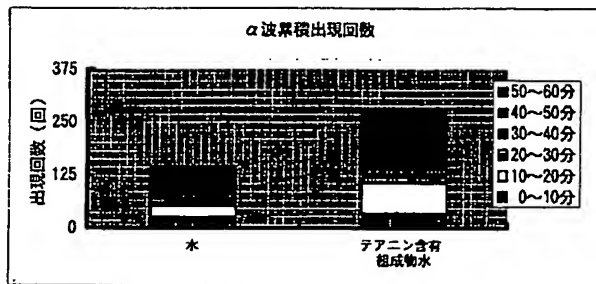 α波累積出現回数
出現回数(回)
375
250
125
0
水
テアニン含有
組成物水
50～60分
40～50分
30～40分
20～30分
10～20分
0～10分